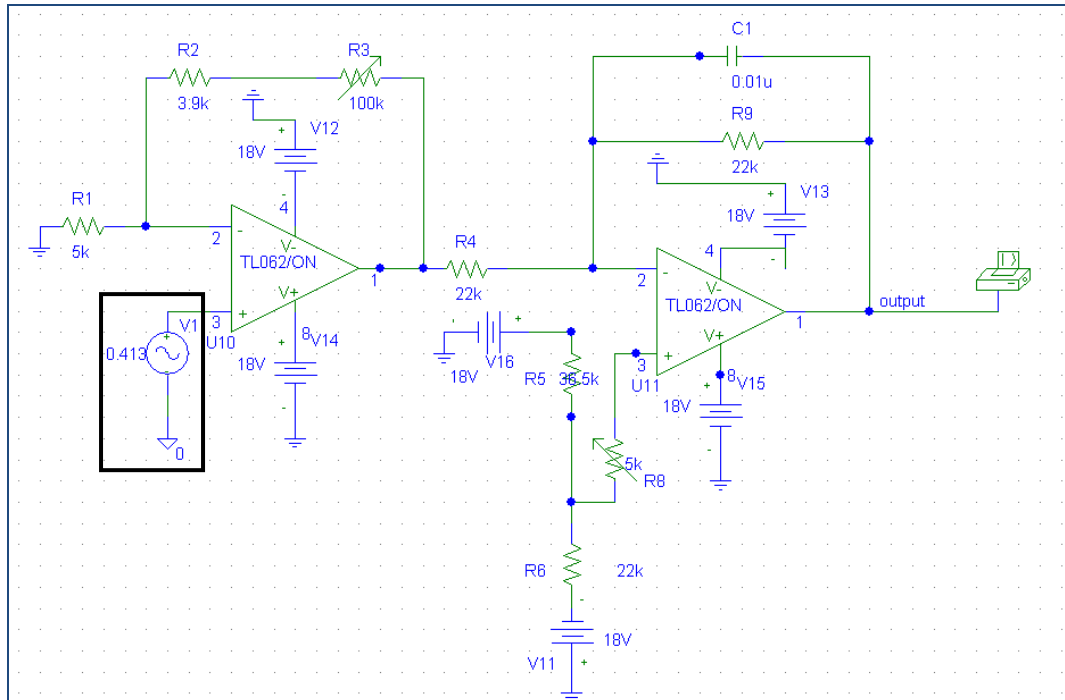 C1
0.01u
R2
R3
3.9k
100k
R9
22k
V12
+
18V
-
4
V13
+
18V
-
4
R1
5k
2
-
V-
TL062/ON
V+
1
+
3
U10
8
R4
22k
2
-
V-
TL062/ON
V+
1
output
+
3
U11
8
V1
+
0.413
0
V14
+
18V
-
-
+
V16
18V
R5
36.5k
V15
+
18V
-
5k
R8
R6
22k
-
18V
V11
+